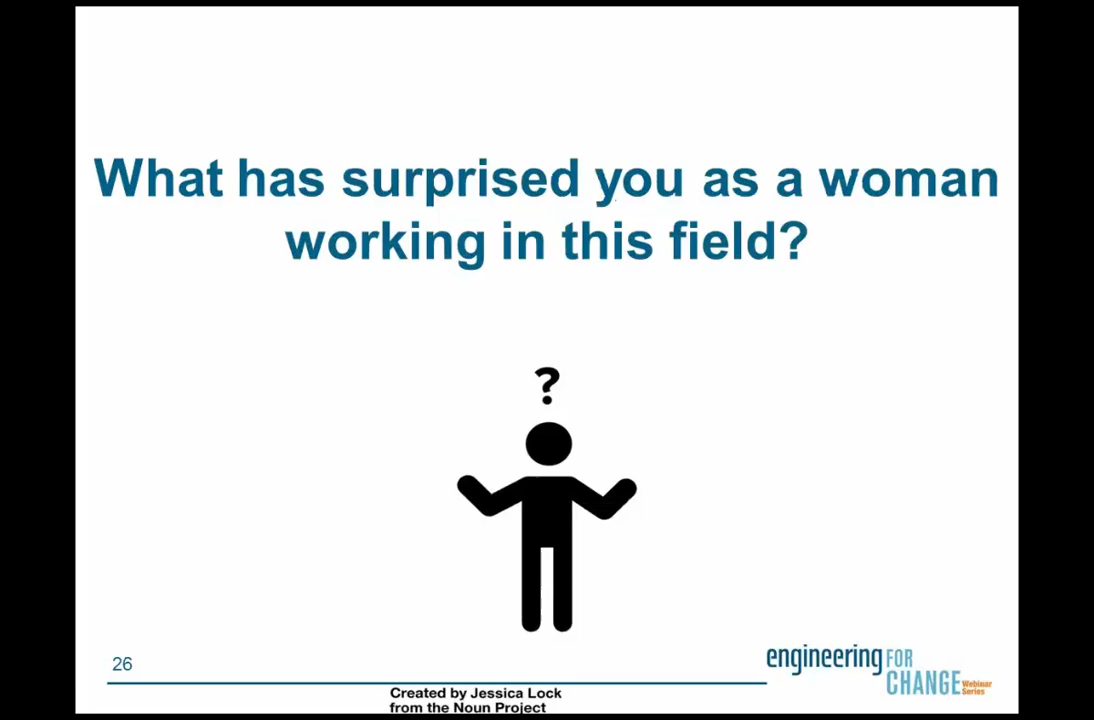 What has surprised you as a woman
working in this field?
?
26
engineering FOR
CHANGE Webinar
Series
Created by Jessica Lock
from the Noun Project